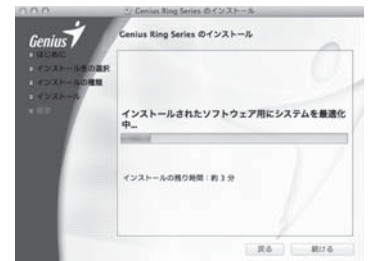 Genius Ring Series のインストール
Genius
Genius Ring Series のインストール
はじめに
インストール先の選択
インストールの種類
インストール
概要
インストールされたソフトウェア用にシステムを最適化
中...
インストールの残り時間：約 3 分
戻る
続ける